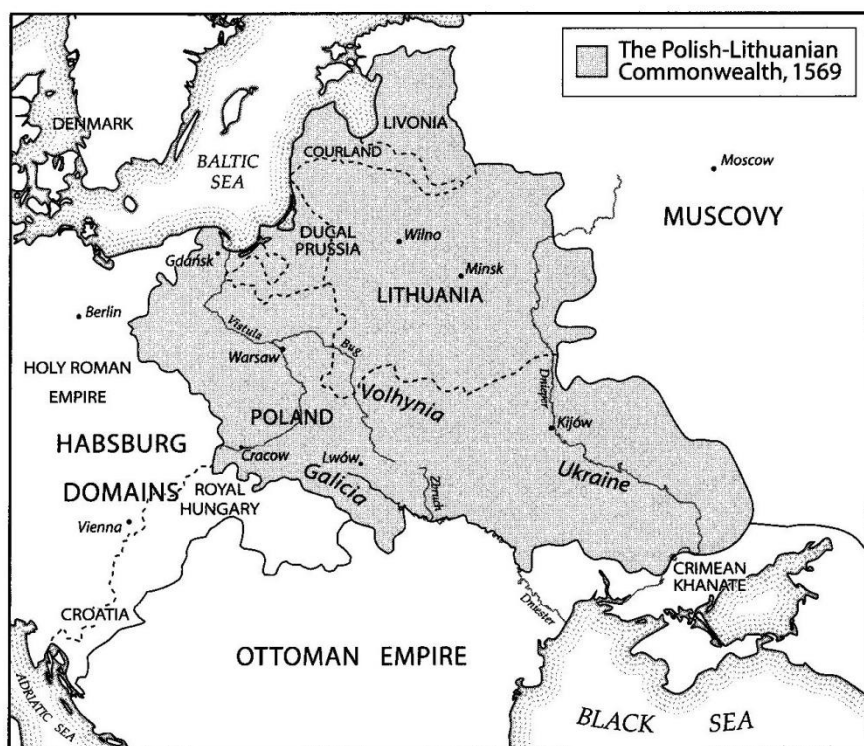 The Polish-Lithuanian
Commonwealth, 1569
DENMARK
BALTIC
SEA
LIVONIA
COURLAND
Moscow
MUSCOVY
DUCAL
PRUSSIA
Wilno
Gdańsk
Minsk
LITHUANIA
Berlin
Vistula
Warsaw
Bug
HOLY ROMAN
EMPIRE
Volhynia
Dnieper
POLAND
Kijów
HABSBURG
DOMAINS
Cracow
Lwów
Galicia
Zbruch
Ukraine
ROYAL
HUNGARY
Vienna
CRIMEAN
KHANATE
CROATIA
Dniester
OTTOMAN EMPIRE
ADRIATIC SEA
BLACK SEA